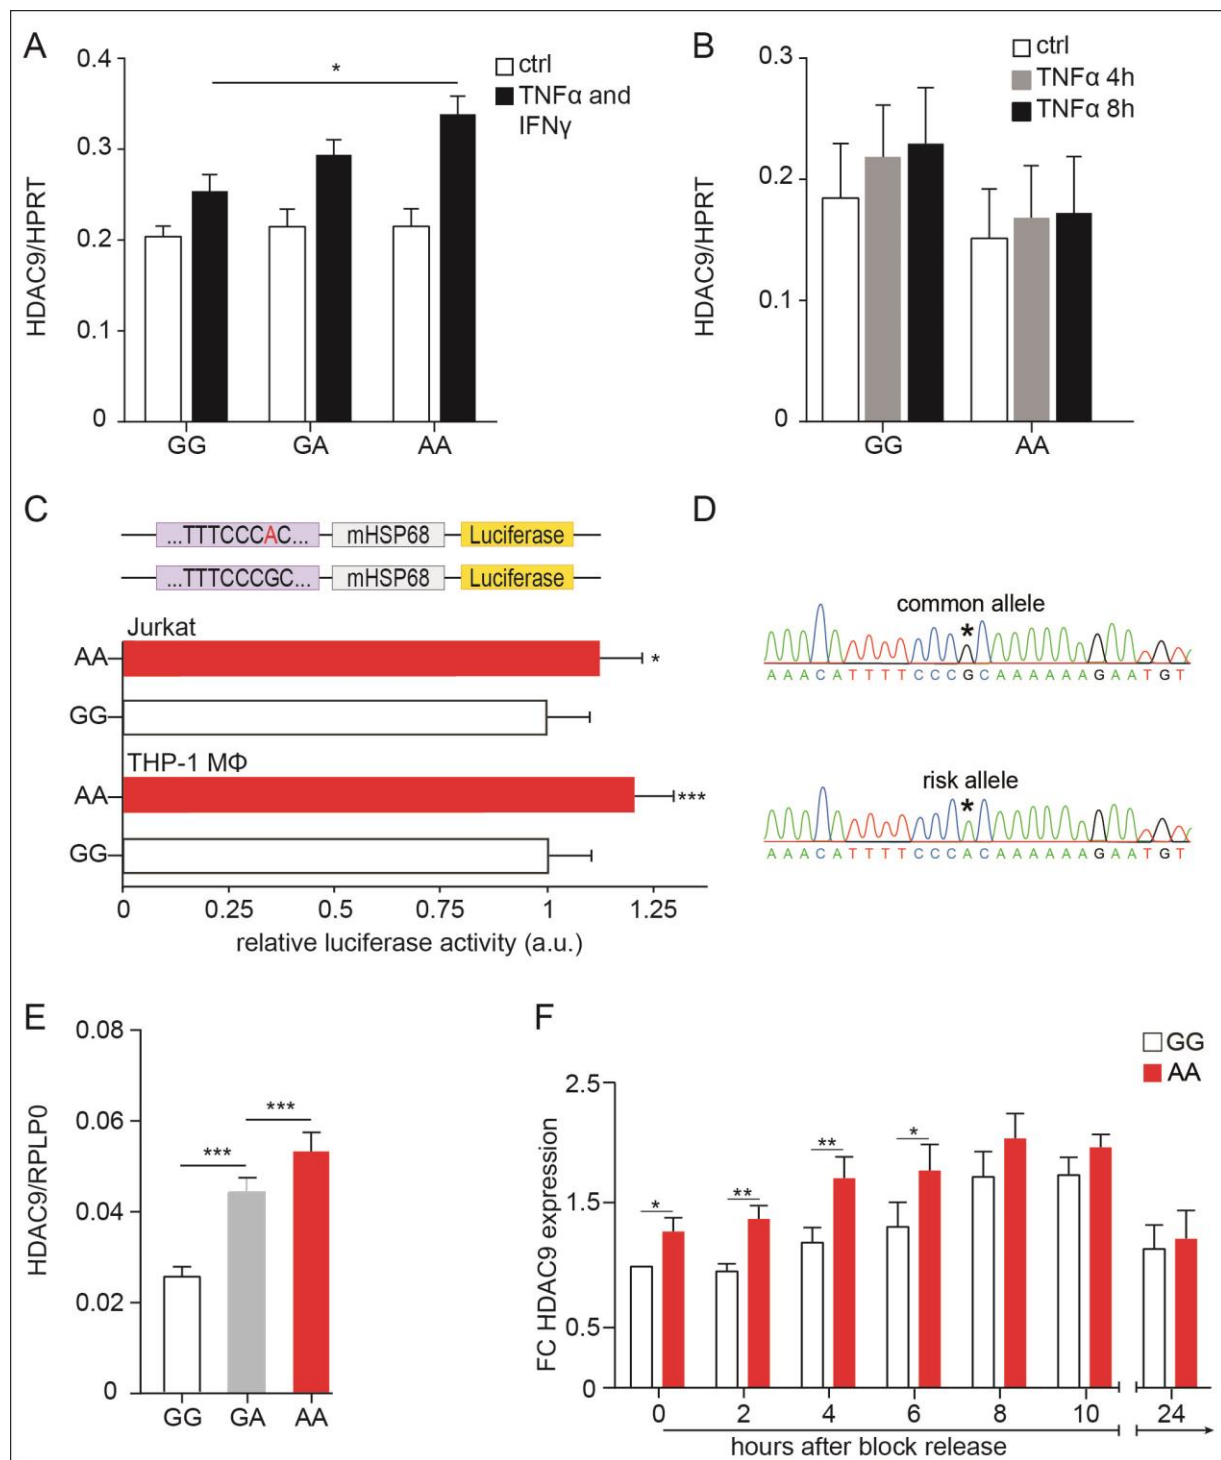 A
0.4
0.3
0.2
0.1
0
HDAC9/HPRT
*
ctrl
TNFα and
IFNγ
GG GA AA
B
0.3
0.2
0.1
0
HDAC9/HPRT
ctrl
TNFα 4h
TNFα 8h
GG AA
C
...TTTCCCAC... mHSP68 Luciferase
...TTTCCCGC... mHSP68 Luciferase
Jurkat
AA *
GG
THP-1 MΦ
AA ***
GG
0 0.25 0.5 0.75 1 1.25
relative luciferase activity (a.u.)
D
common allele
*
A A A C A T T T T C C C G C A A A A A A G A A T G T
risk allele
*
A A A C A T T T T C C C A C A A A A A A G A A T G T
E
0.08
0.06
0.04
0.02
0
HDAC9/RPLP0
*** ***
GG GA AA
F
GG
AA
2.5
1.5
0.5
0
FC HDAC9 expression
* ** ** *
0 2 4 6 8 10 24
hours after block release